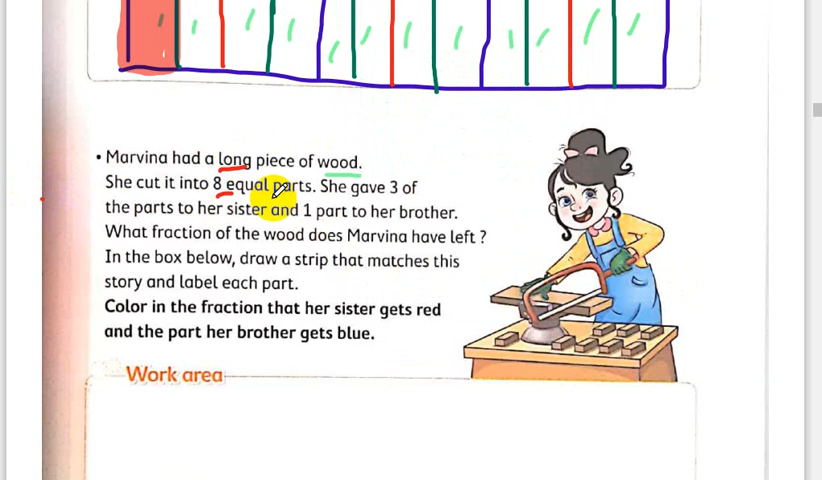 • Marvina had a long piece of wood.
She cut it into 8 equal parts. She gave 3 of
the parts to her sister and 1 part to her brother.
What fraction of the wood does Marvina have left ?
In the box below, draw a strip that matches this
story and label each part.
Color in the fraction that her sister gets red
and the part her brother gets blue.
Work area